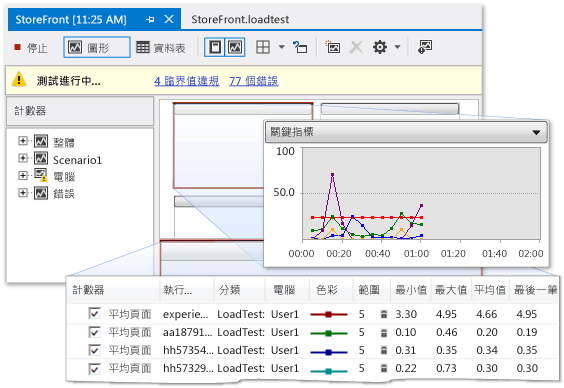 StoreFront [11:25 AM]
StoreFront.loadtest
停止 圖形 資料表
測試進行中... 4 臨界值違規 77 個錯誤
計數器
整體
Scenario1
電腦
錯誤
關鍵指標
100
50.0
00:00 00:20 00:40 01:00 01:20 01:40 02:00
計數器 執行... 分類 電腦 色彩 範圍 最小值 最大值 平均值 最後一筆
平均頁面 experie... LoadTest: User1 5 3.30 4.95 4.66 4.95
平均頁面 aa18791... LoadTest: User1 5 0.10 0.46 0.20 0.19
平均頁面 hh57354... LoadTest: User1 5 0.31 0.35 0.34 0.35
平均頁面 hh57329... LoadTest: User1 5 0.22 0.73 0.30 0.30